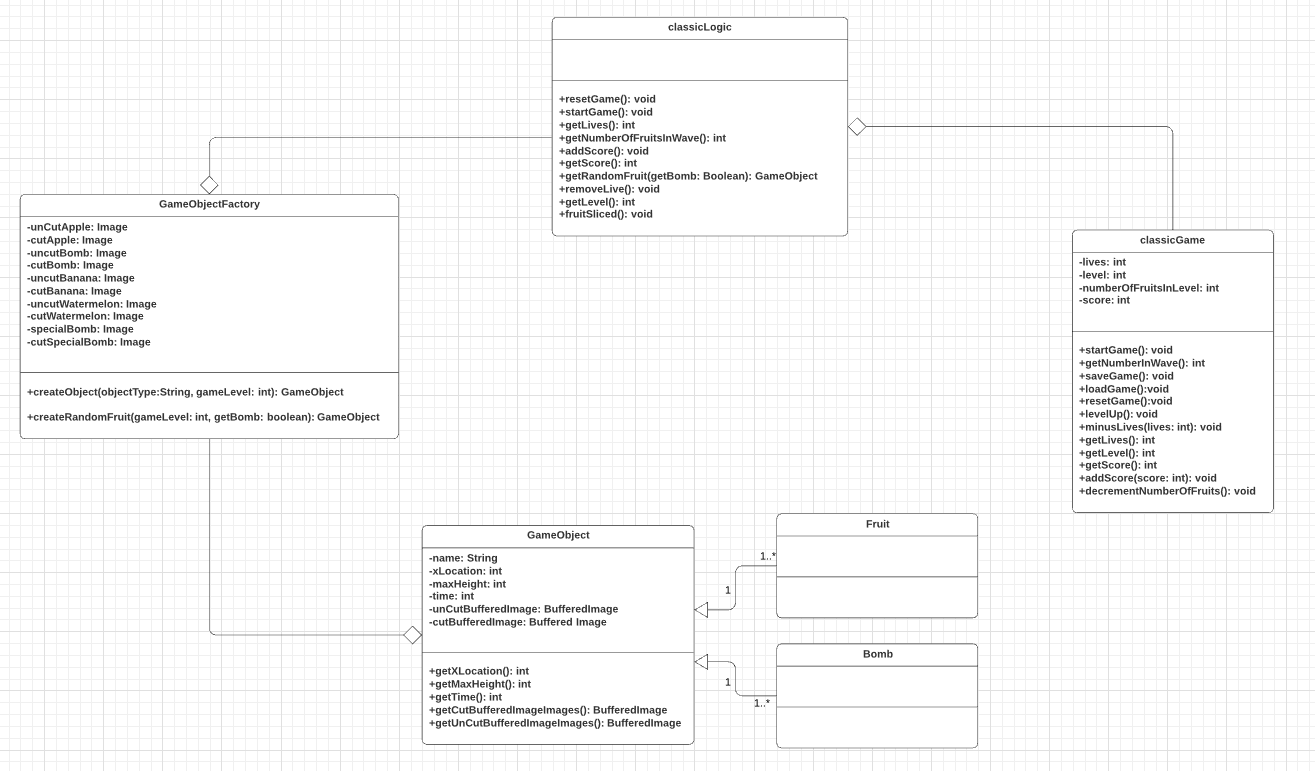 classicLogic
+resetGame(): void
+startGame(): void
+getLives(): int
+getNumberOfFruitsInWave(): int
+addScore(): void
+getScore(): int
+getRandomFruit(getBomb: Boolean): GameObject
+removeLive(): void
+getLevel(): int
+fruitSliced(): void
GameObjectFactory
-unCutApple: Image
-cutApple: Image
-uncutBomb: Image
-cutBomb: Image
-uncutBanana: Image
-cutBanana: Image
-uncutWatermelon: Image
-cutWatermelon: Image
-specialBomb: Image
-cutSpecialBomb: Image
+createObject(objectType:String, gameLevel: int): GameObject
+createRandomFruit(gameLevel: int, getBomb: boolean): GameObject
classicGame
-lives: int
-level: int
-numberOfFruitsInLevel: int
-score: int
+startGame(): void
+getNumberInWave(): int
+saveGame(): void
+loadGame():void
+resetGame():void
+levelUp(): void
+minusLives(lives: int): void
+getLives(): int
+getLevel(): int
+getScore(): int
+addScore(score: int): void
+decrementNumberOfFruits(): void
GameObject
-name: String
-xLocation: int
-maxHeight: int
-time: int
-unCutBufferedImage: BufferedImage
-cutBufferedImage: Buffered Image
+getXLocation(): int
+getMaxHeight(): int
+getTime(): int
+getCutBufferedImageImages(): BufferedImage
+getUnCutBufferedImageImages(): BufferedImage
1..*
1
Fruit
1
1..*
Bomb